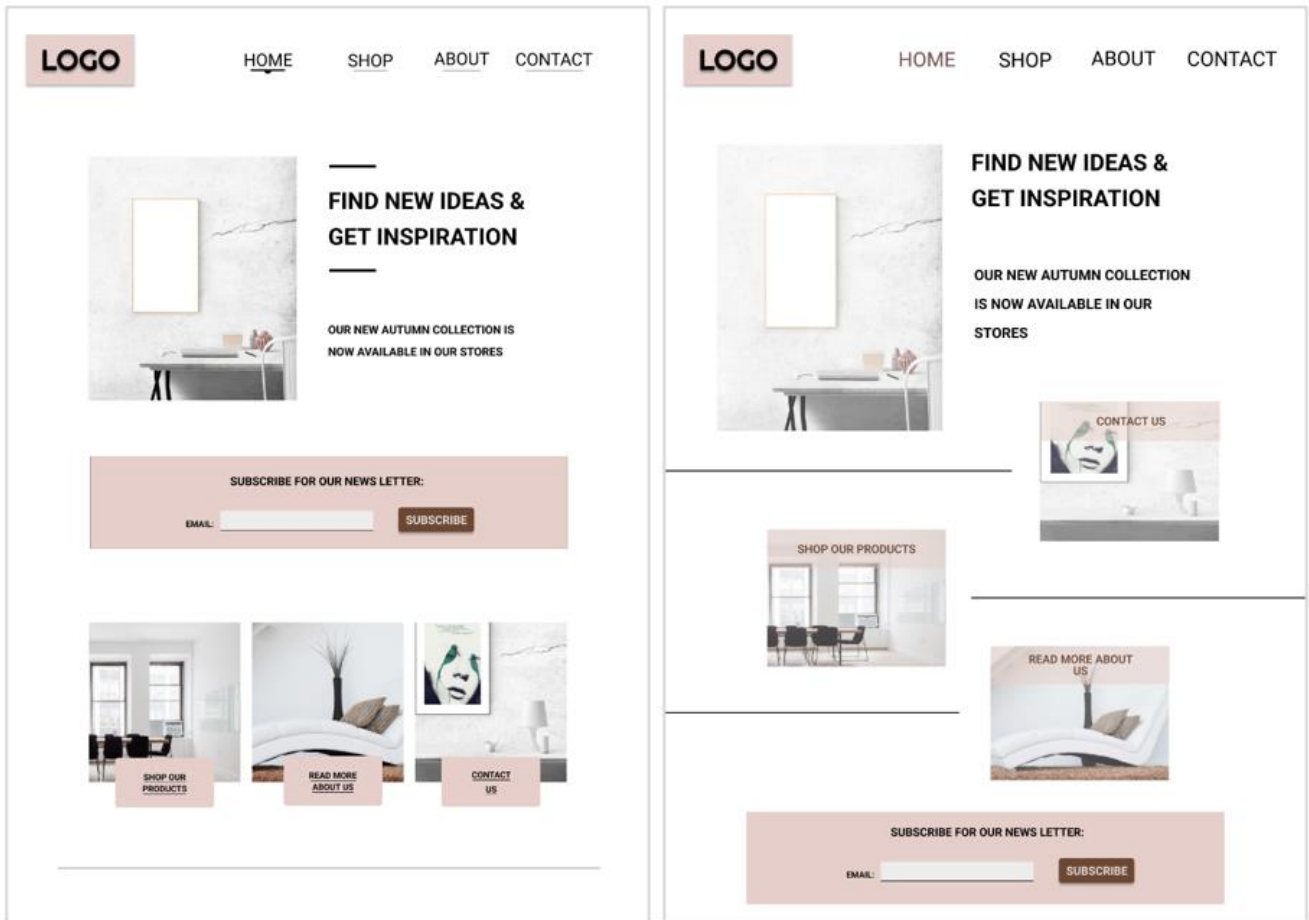 LOGO
HOME SHOP ABOUT CONTACT
FIND NEW IDEAS &
GET INSPIRATION
OUR NEW AUTUMN COLLECTION IS
NOW AVAILABLE IN OUR STORES
SUBSCRIBE FOR OUR NEWS LETTER:
EMAIL: SUBSCRIBE
SHOP OUR
PRODUCTS
READ MORE
ABOUT US
CONTACT
US
LOGO
HOME SHOP ABOUT CONTACT
FIND NEW IDEAS &
GET INSPIRATION
OUR NEW AUTUMN COLLECTION
IS NOW AVAILABLE IN OUR
STORES
CONTACT US
SHOP OUR PRODUCTS
READ MORE ABOUT
US
SUBSCRIBE FOR OUR NEWS LETTER:
EMAIL: SUBSCRIBE